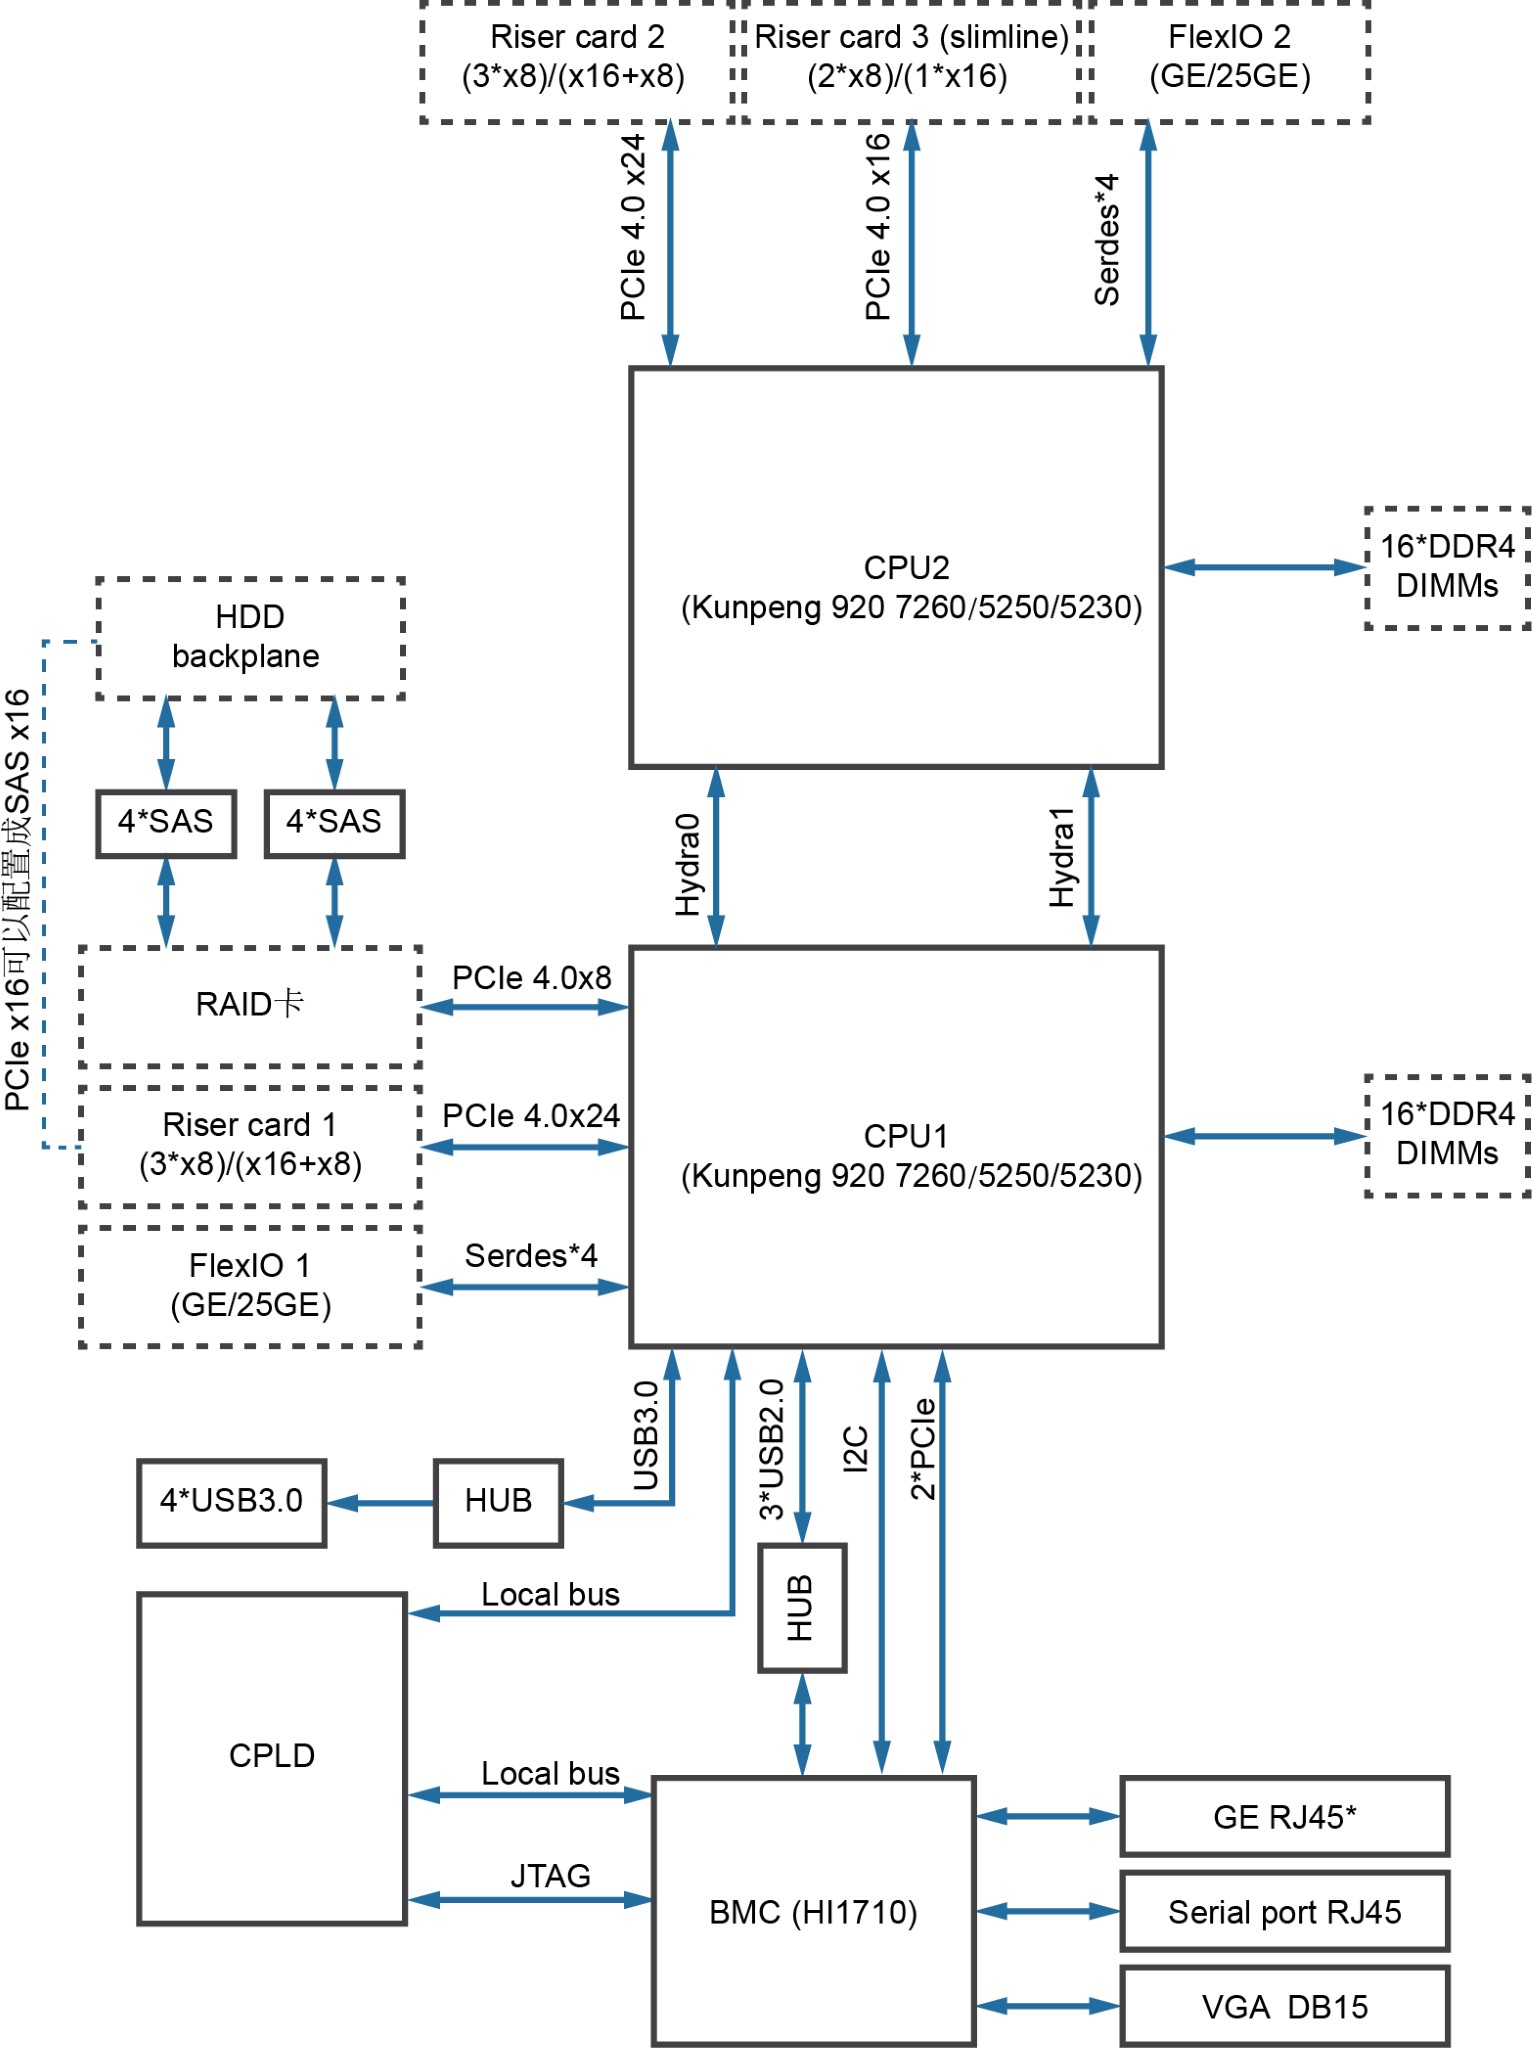 Riser card 2
(3*x8)/(x16+x8)
Riser card 3 (slimline)
(2*x8)/(1*x16)
FlexIO 2
(GE/25GE)
PCIe 4.0 x24
PCIe 4.0 x16
Serdes*4
CPU2
(Kunpeng 920 7260/5250/5230)
16*DDR4
DIMMs
HDD
backplane
PCIe x16可以配置成SAS x16
4*SAS
4*SAS
Hydra0
Hydra1
RAID卡
PCIe 4.0x8
Riser card 1
(3*x8)/(x16+x8)
PCIe 4.0x24
CPU1
(Kunpeng 920 7260/5250/5230)
16*DDR4
DIMMs
FlexIO 1
(GE/25GE)
Serdes*4
USB3.0
3*USB2.0
I2C
2*PCIe
4*USB3.0
HUB
HUB
Local bus
CPLD
Local bus
JTAG
BMC (HI1710)
GE RJ45*
Serial port RJ45
VGA DB15